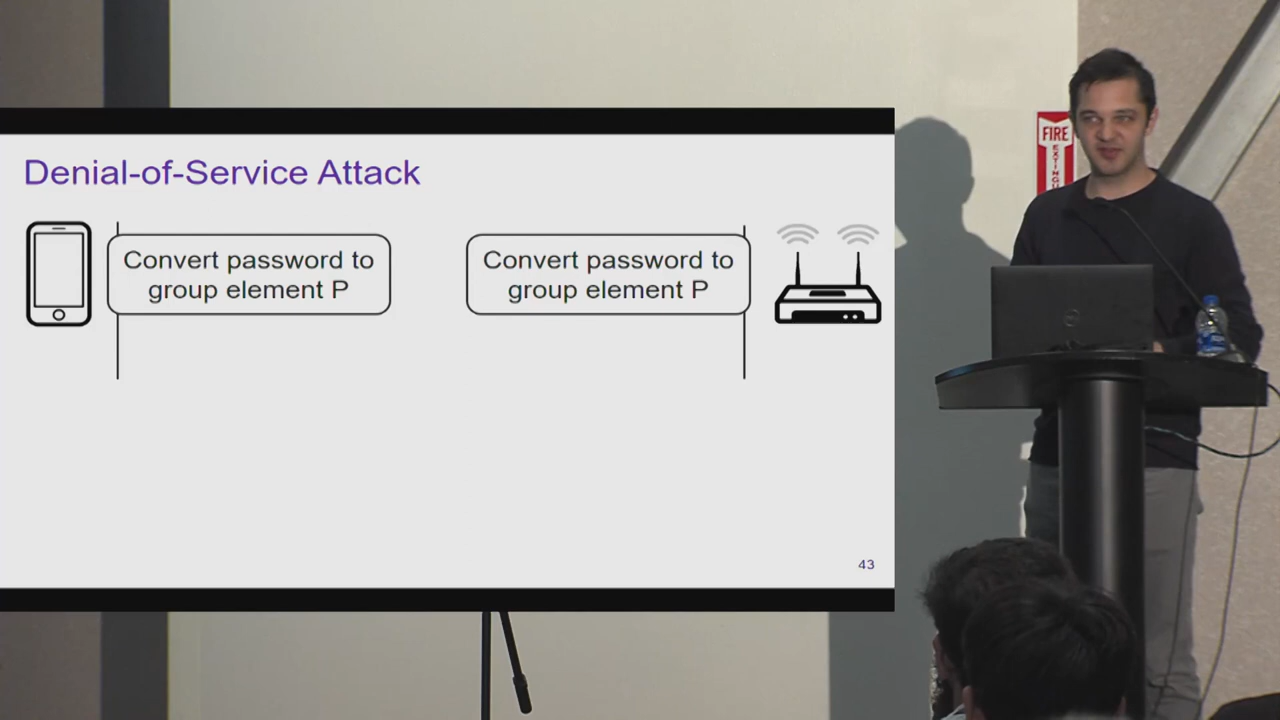 Denial-of-Service Attack
Convert password to
group element P
Convert password to
group element P
43
FIRE